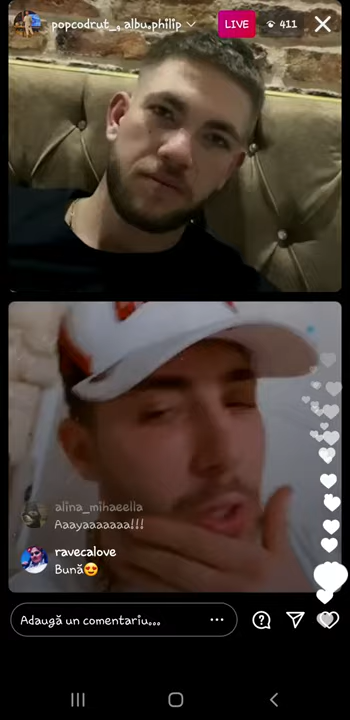 popcodrut_, albu.philip
LIVE
411
alina_mihaeella
Aaayaaaaaaa!!!
ravecalove
Bună😍
Adaugă un comentariu...